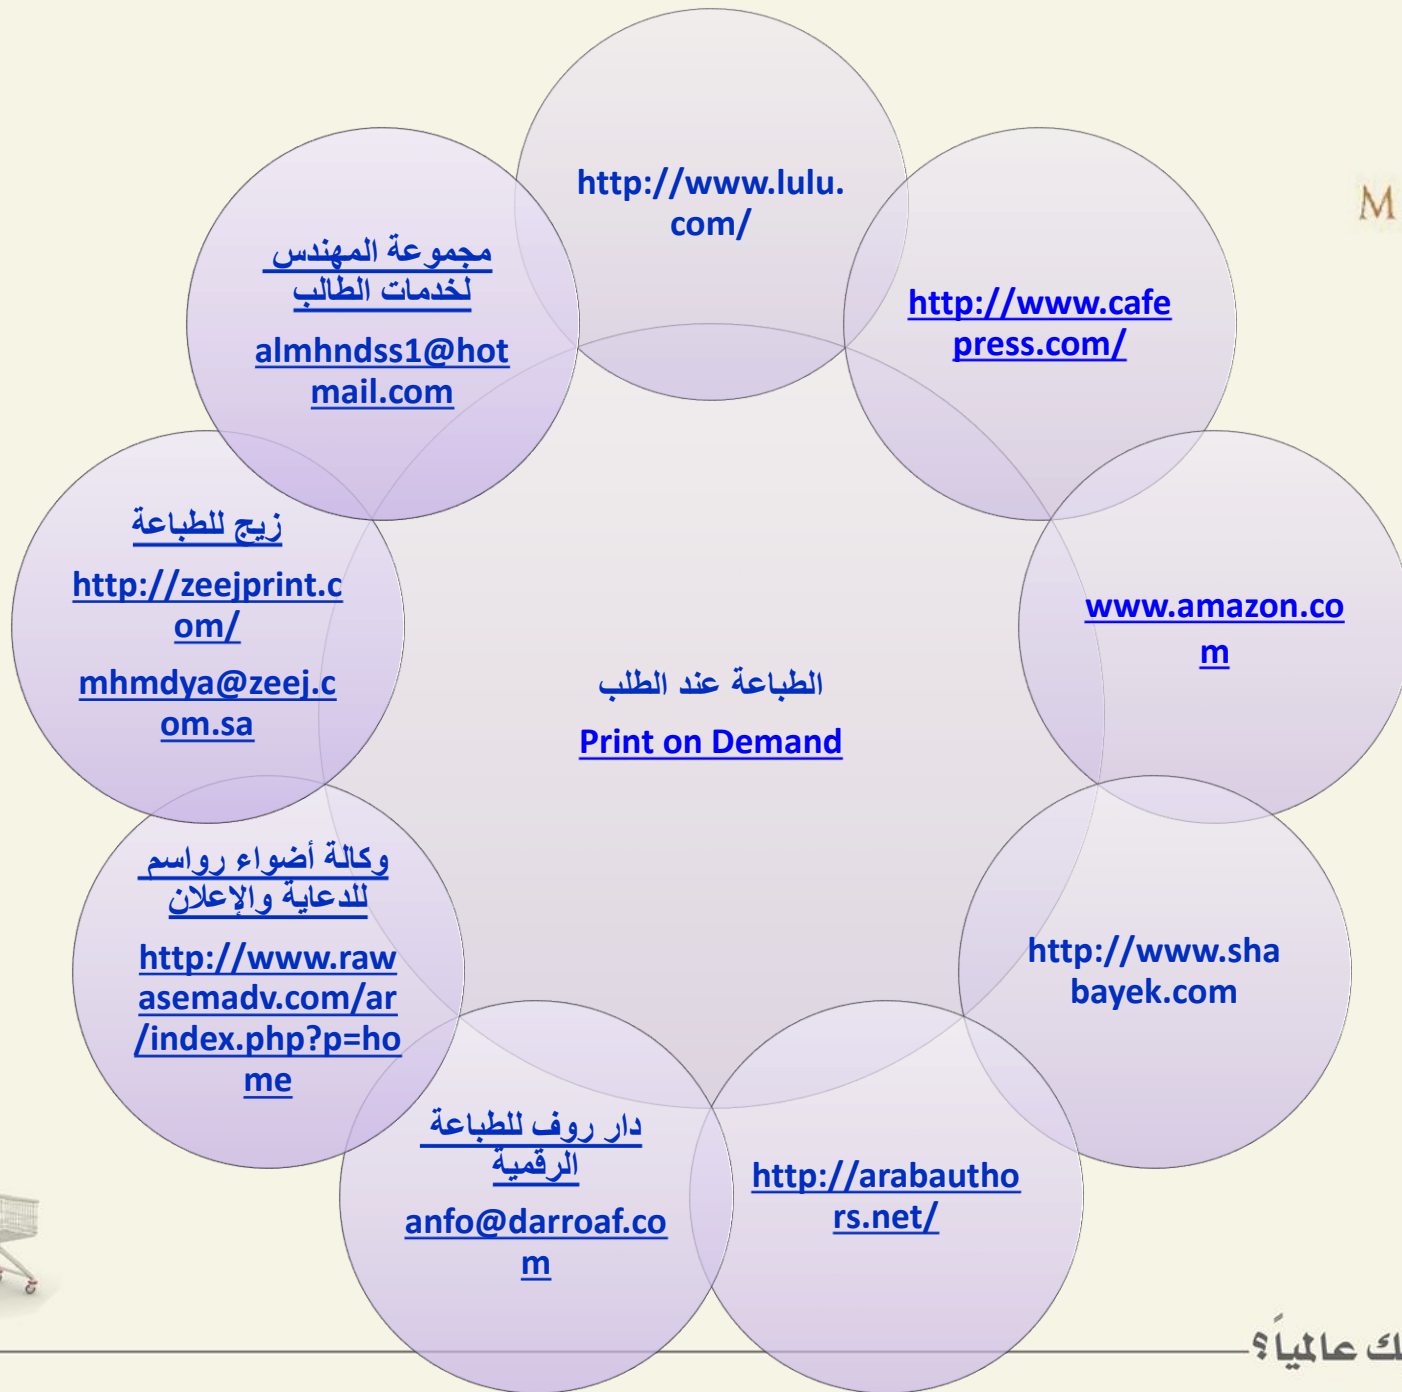 http://www.lulu.
com/
http://www.cafe
press.com/
www.amazon.co
m
http://www.sha
bayek.com
http://arabautho
rs.net/
دار روف للطباعة
الرقمية
anfo@darroaf.co
m
وكالة أضواء رواسم
للدعاية والإعلان
http://www.raw
asemadv.com/ar
/index.php?p=ho
me
زيج للطباعة
http://zeejprint.c
om/
mhmdya@zeej.c
om.sa
مجموعة المهندس
لخدمات الطالب
almhndss1@hot
mail.com
الطباعة عند الطلب
Print on Demand
M
ك عالمياً؟